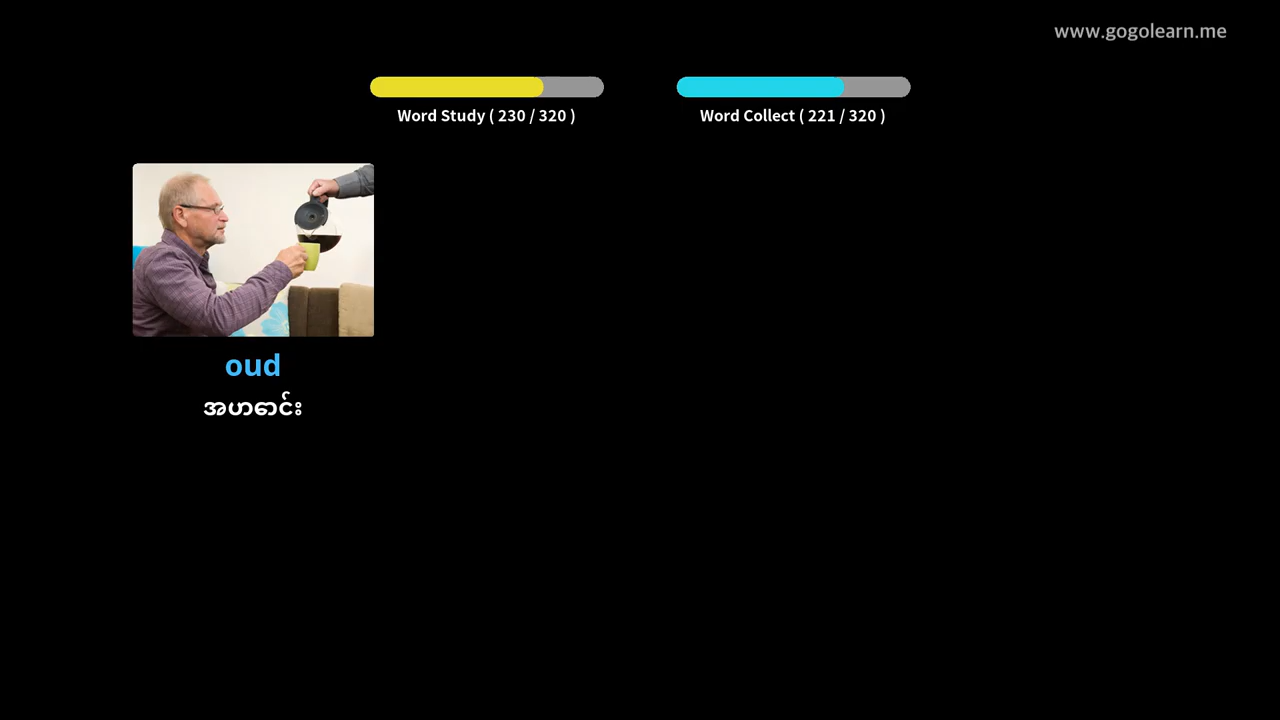 www.gogolearn.me
Word Study ( 230 / 320 )
Word Collect ( 221 / 320 )
oud
အဟောင်း